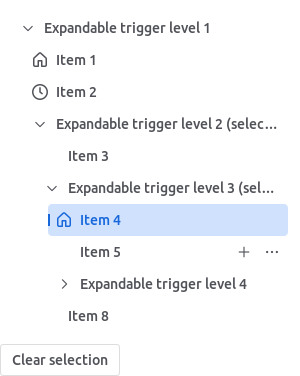 Expandable trigger level 1
Item 1
Item 2
Expandable trigger level 2 (selec...
Item 3
Expandable trigger level 3 (sel...
Item 4
Item 5
Expandable trigger level 4
Item 8
Clear selection